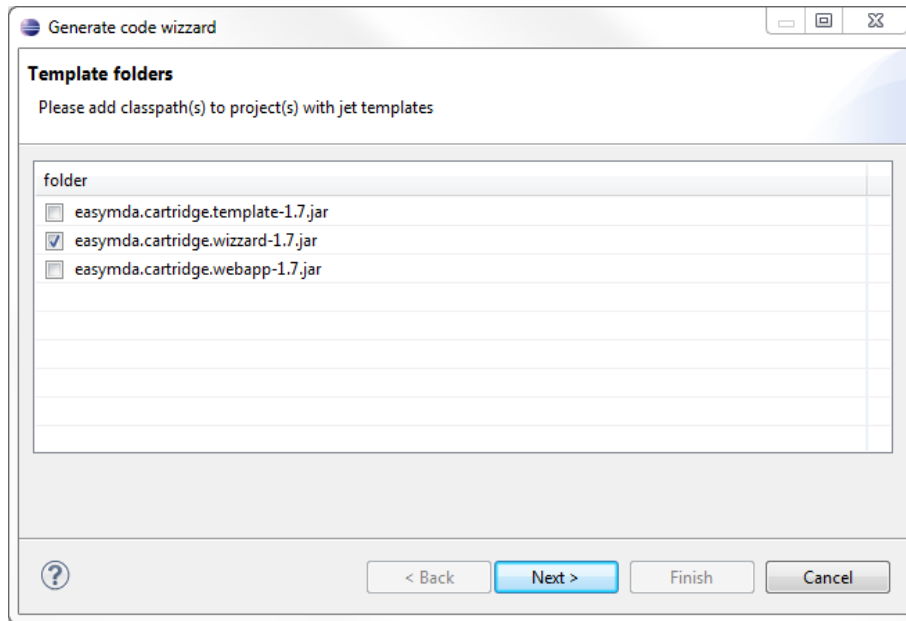 Generate code wizzard
Template folders
Please add classpath(s) to project(s) with jet templates
folder
easymda.cartridge.template-1.7.jar
easymda.cartridge.wizzard-1.7.jar
easymda.cartridge.webapp-1.7.jar
? < Back Next > Finish Cancel